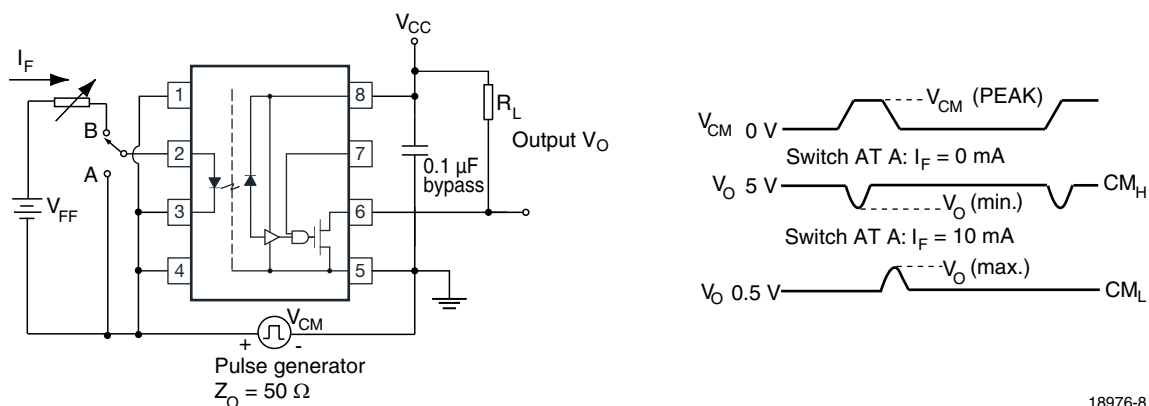 V_CC
I_F
1
8
R_L
B
V_CM (PEAK)
V_CM 0 V
Output V_O
2
7
0.1 µF
bypass
Switch AT A: I_F = 0 mA
A
V_O 5 V
CM_H
V_FF
3
6
V_O (min.)
Switch AT A: I_F = 10 mA
4
5
V_O (max.)
V_O 0.5 V
CM_L
V_CM
+ -
Pulse generator
Z_O = 50 Ω
18976-8